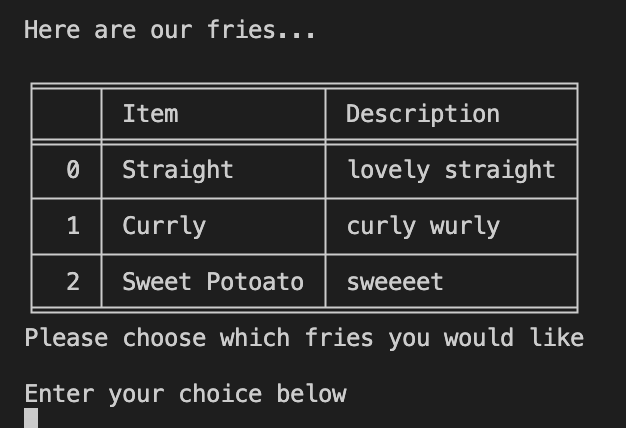 Here are our fries...
Item Description
0 Straight lovely straight
1 Currly curly wurly
2 Sweet Potoato sweeeet
Please choose which fries you would like
Enter your choice below